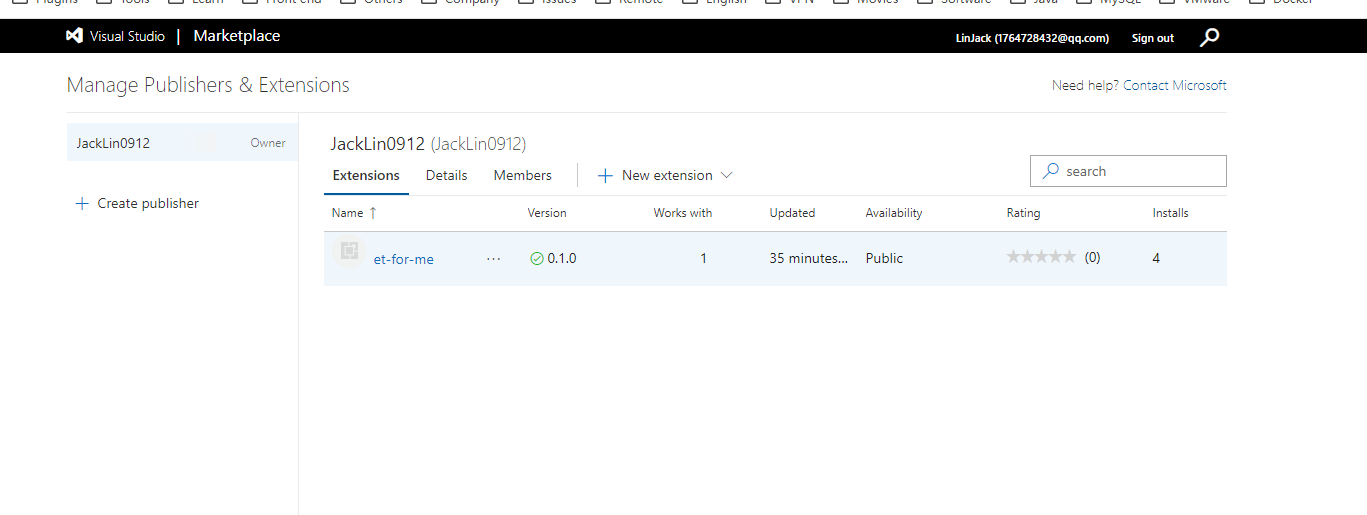 Plugins Tools Learn Front end Others Company Issues Remote English VPN Movies Software Java MySQL VMware Docker
Visual Studio | Marketplace LinJack (1764728432@qq.com) Sign out
Manage Publishers & Extensions Need help? Contact Microsoft
JackLin0912 Owner
Create publisher
JackLin0912 (JackLin0912)
Extensions Details Members New extension search
Name ↑ Version Works with Updated Availability Rating Installs
et-for-me ... 0.1.0 1 35 minutes... Public (0) 4